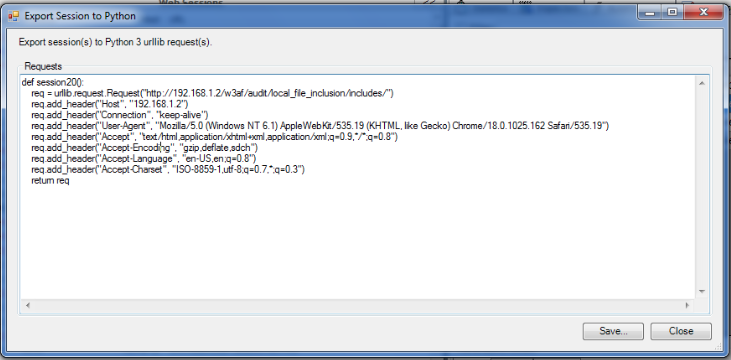 Web Sessions
Export Session to Python
Export session(s) to Python 3 urllib request(s).
Requests
def session20():
req = urllib.request.Request("http://192.168.1.2/w3af/audit/local_file_inclusion/includes/")
req.add_header("Host", "192.168.1.2")
req.add_header("Connection", "keep-alive")
req.add_header("User-Agent", "Mozilla/5.0 (Windows NT 6.1) AppleWebKit/535.19 (KHTML, like Gecko) Chrome/18.0.1025.162 Safari/535.19")
req.add_header("Accept", "text/html,application/xhtml+xml,application/xml;q=0.9,*/*;q=0.8")
req.add_header("Accept-Encoding", "gzip,deflate,sdch")
req.add_header("Accept-Language", "en-US,en;q=0.8")
req.add_header("Accept-Charset", "ISO-8859-1,utf-8;q=0.7,*;q=0.3")
return req
Save...
Close